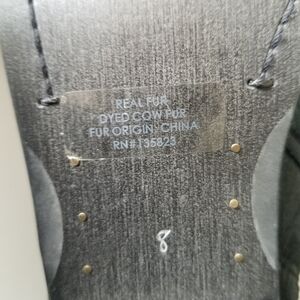 REAL FUR
DYED COW FUR
FUR ORIGIN: CHINA
RN#135823
8